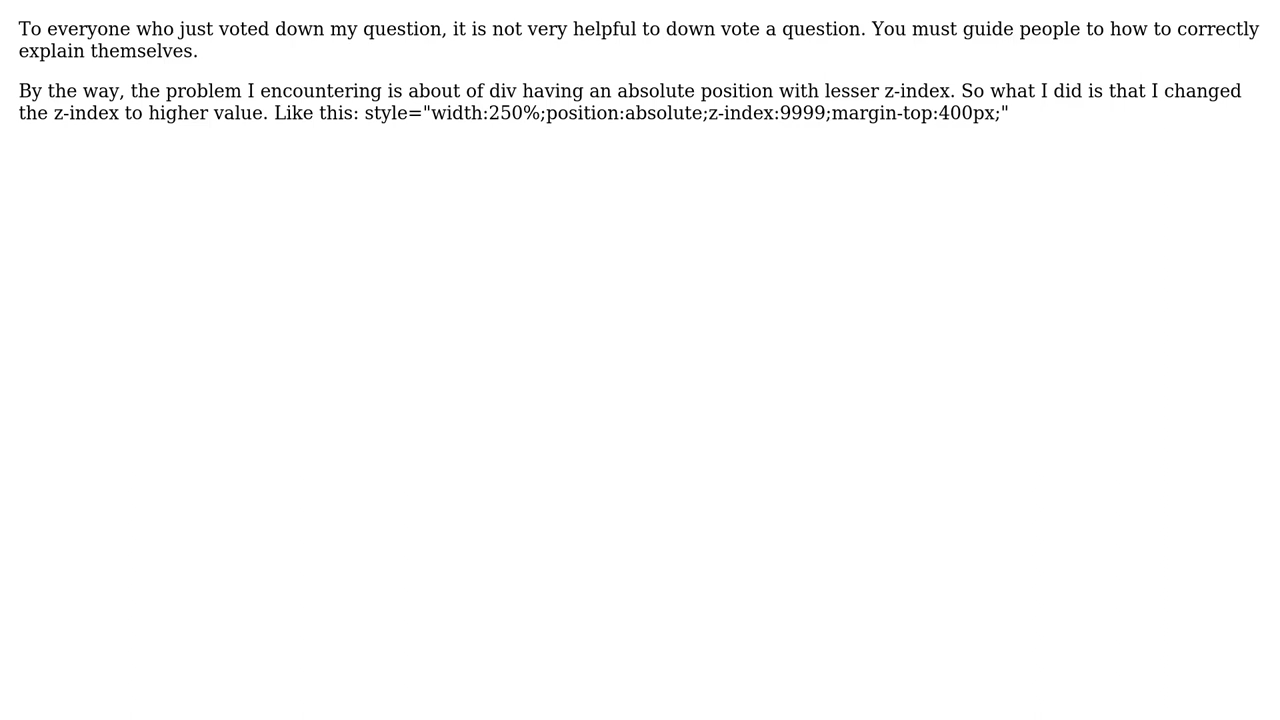 To everyone who just voted down my question, it is not very helpful to down vote a question. You must guide people to how to correctly
explain themselves.
By the way, the problem I encountering is about of div having an absolute position with lesser z-index. So what I did is that I changed
the z-index to higher value. Like this: style="width:250%;position:absolute;z-index:9999;margin-top:400px;"